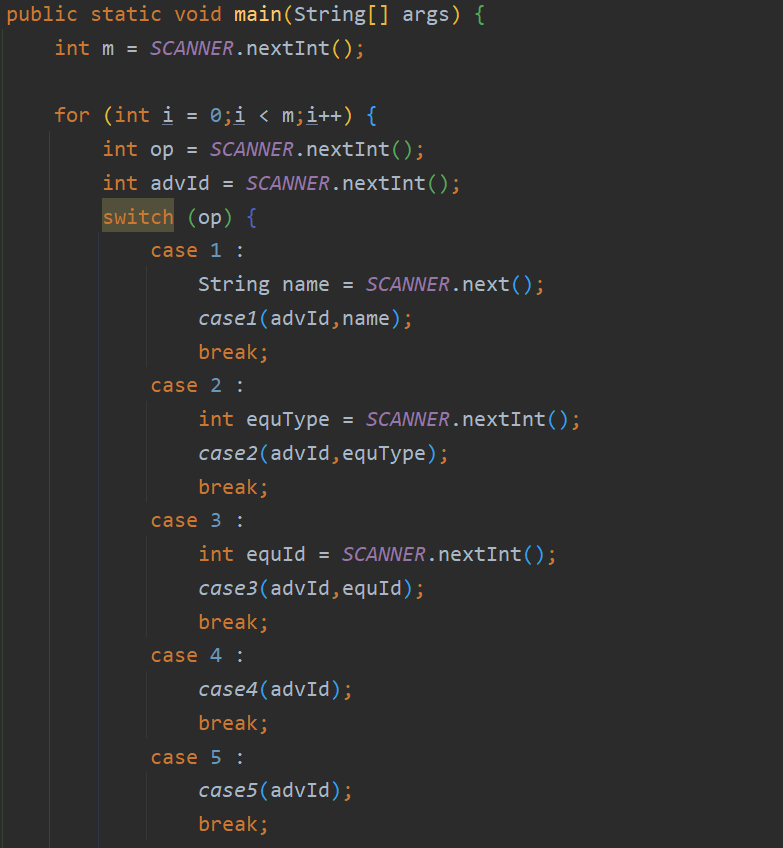 public static void main(String[] args) {
int m = SCANNER.nextInt();
for (int i = 0;i < m;i++) {
int op = SCANNER.nextInt();
int advId = SCANNER.nextInt();
switch (op) {
case 1 :
String name = SCANNER.next();
case1(advId,name);
break;
case 2 :
int equType = SCANNER.nextInt();
case2(advId,equType);
break;
case 3 :
int equId = SCANNER.nextInt();
case3(advId,equId);
break;
case 4 :
case4(advId);
break;
case 5 :
case5(advId);
break;